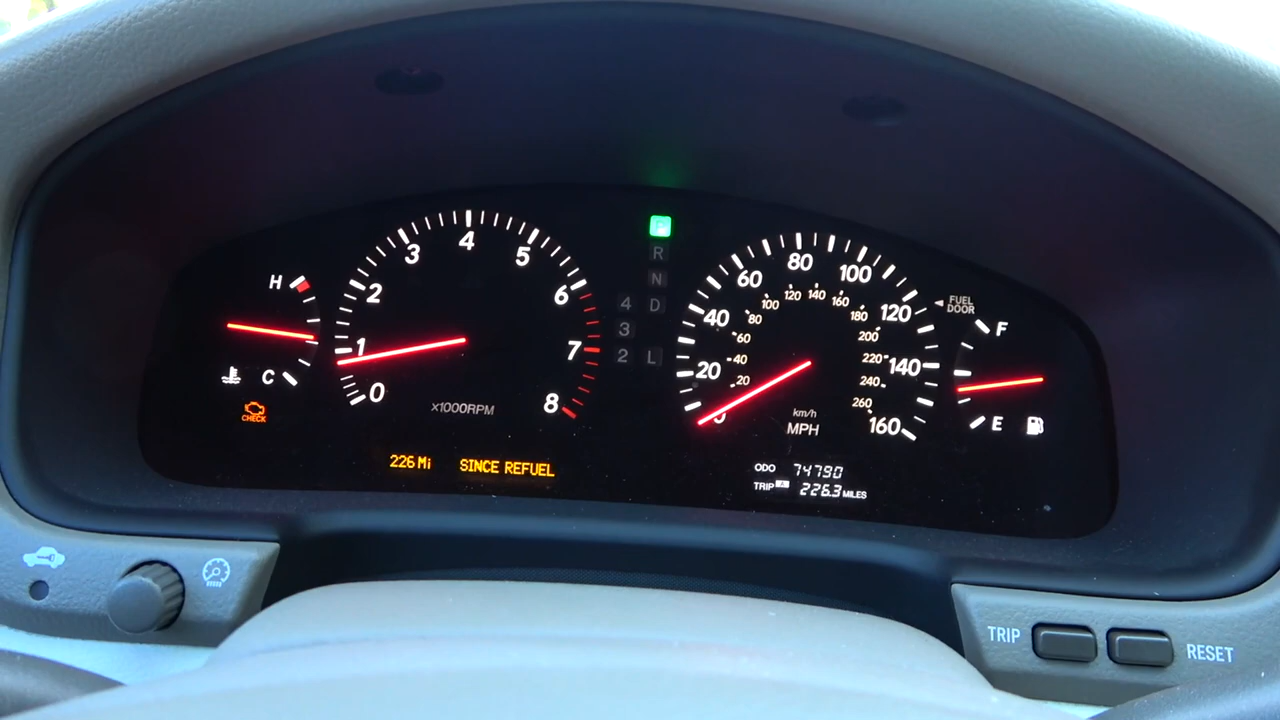 H
C
CHECK
0
1
2
3
4
5
6
7
8
x1000RPM
226 Mi SINCE REFUEL
P
R
N
4 D
3
2 L
0
20
40
60
80
100
120
140
160
20
40
60
80
100
120
140
160
180
200
220
240
260
km/h
MPH
ODO 74790
TRIP A 226.3 MILES
FUEL
DOOR
F
E
TRIP
RESET